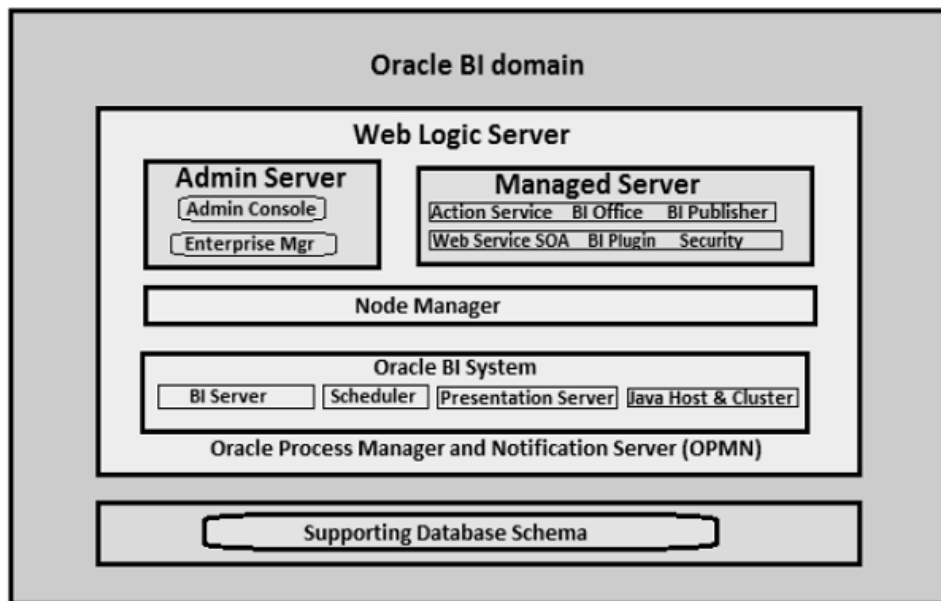 Oracle BI domain
Web Logic Server
Admin Server
Admin Console
Enterprise Mgr
Managed Server
Action Service BI Office BI Publisher
Web Service SOA BI Plugin Security
Node Manager
Oracle BI System
BI Server Scheduler Presentation Server Java Host & Cluster
Oracle Process Manager and Notification Server (OPMN)
Supporting Database Schema